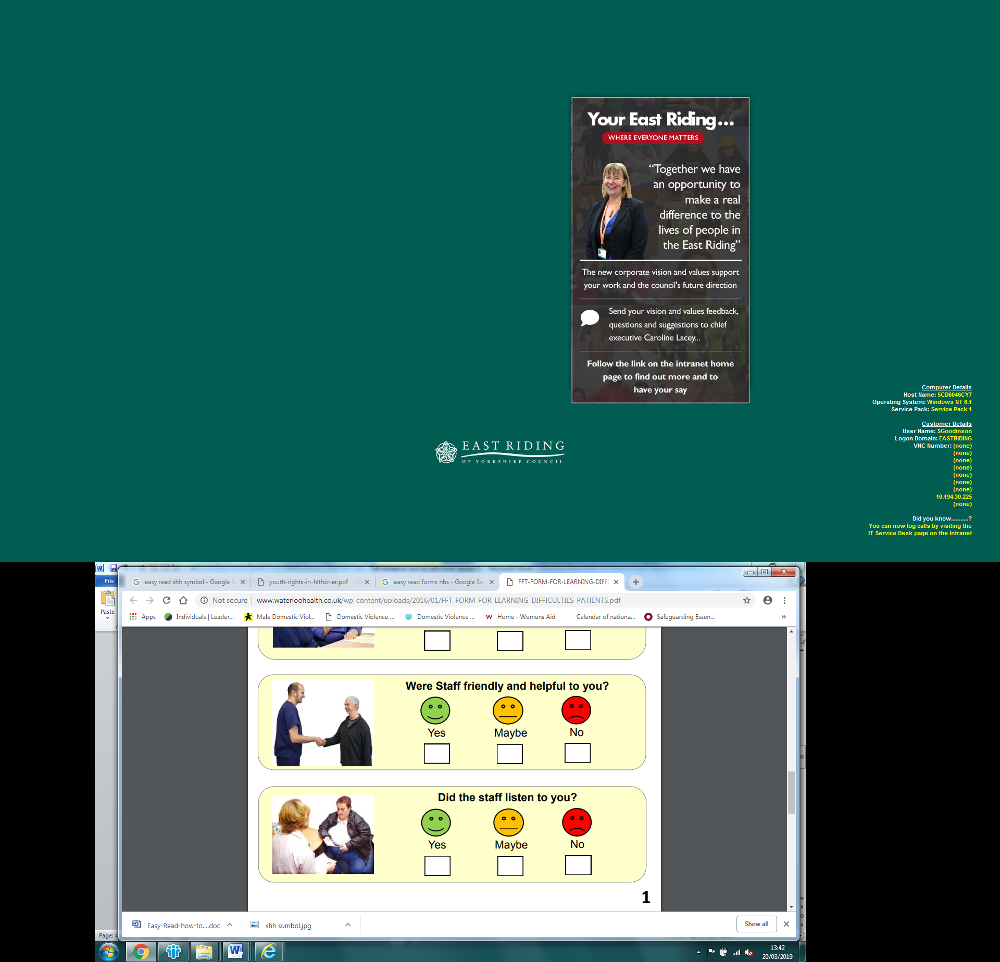 Your East Riding...
WHERE EVERYONE MATTERS
“Together we have
an opportunity to
make a real
difference to the
lives of people in
the East Riding”
The new corporate vision and values support
your work and the council's future direction
Send your vision and values feedback,
questions and suggestions to chief
executive Caroline Lacey...
Follow the link on the intranet home
page to find out more and to
have your say
EAST RIDING
OF YORKSHIRE COUNCIL
Computer Details
Host Name: 5CD6046CY7
Operating System: Windows NT 6.1
Service Pack: Service Pack 1
Customer Details
User Name: SGoodinson
Logon Domain: EASTRIDING
VNC Number: (none)
(none)
(none)
(none)
(none)
(none)
(none)
10.194.30.225
(none)
Did you know...........?
You can now log calls by visiting the
IT Service Desk page on the Intranet
File
Paste
easy read shh symbol - Google S
youth-rights-in-hlthcr-er.pdf
easy read forms nhs - Google Se
FFT-FORM-FOR-LEARNING-DIFF
Not secure
www.waterloohealth.co.uk/wp-content/uploads/2016/01/FFT-FORM-FOR-LEARNING-DIFFICULTIES-PATIENTS.pdf
Apps
Individuals | Leader...
Male Domestic Viol...
Domestic Violence ...
Domestic Violence ...
Home - Womens Aid
Calendar of nationa...
Safeguarding Essen...
»
Were Staff friendly and helpful to you?
Yes
Maybe
No
Did the staff listen to you?
Yes
Maybe
No
1
Easy-Read-how-to....doc
shh sumbol.jpg
Show all
Page: 4
13:42
20/03/2019